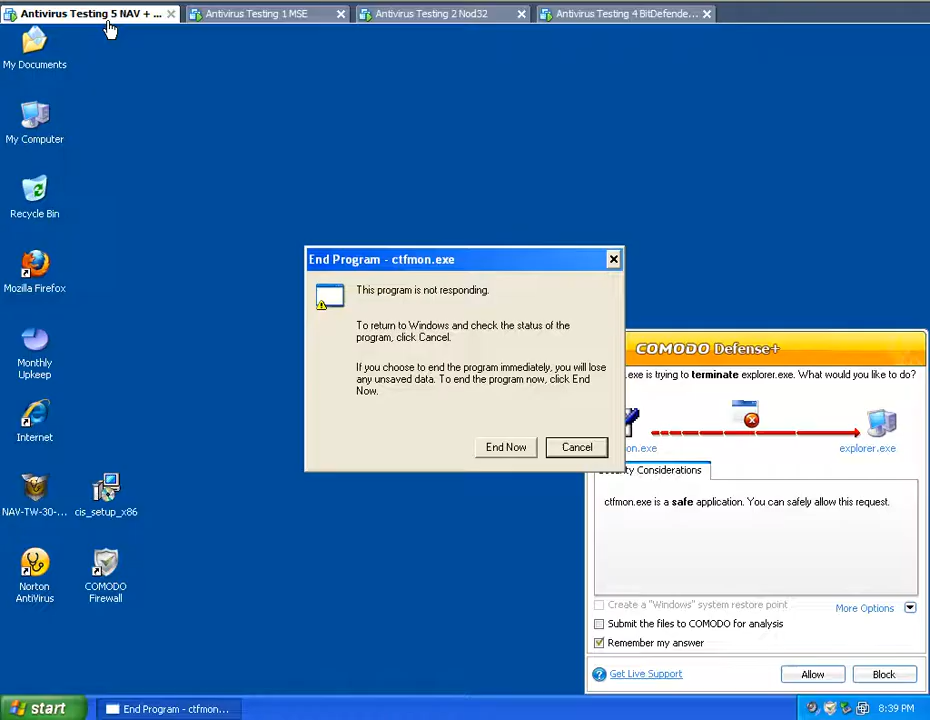 Antivirus Testing 5 NAV + ...
Antivirus Testing 1 MSE
Antivirus Testing 2 Nod32
Antivirus Testing 4 BitDefende...
My Documents
My Computer
Recycle Bin
Mozilla Firefox
Monthly
Upkeep
Internet
NAV-TW-30-...
cis_setup_x86
Norton
AntiVirus
COMODO
Firewall
End Program - ctfmon.exe
This program is not responding.
To return to Windows and check the status of the
program, click Cancel.
If you choose to end the program immediately, you will lose
any unsaved data. To end the program now, click End
Now.
End Now
Cancel
COMODO Defense+
.exe is trying to terminate explorer.exe. What would you like to do?
on.exe
explorer.exe
ty Considerations
ctfmon.exe is a safe application. You can safely allow this request.
Create a "Windows" system restore point
More Options
Submit the files to COMODO for analysis
Remember my answer
Get Live Support
Allow
Block
start
End Program - ctfmon...
8:39 PM